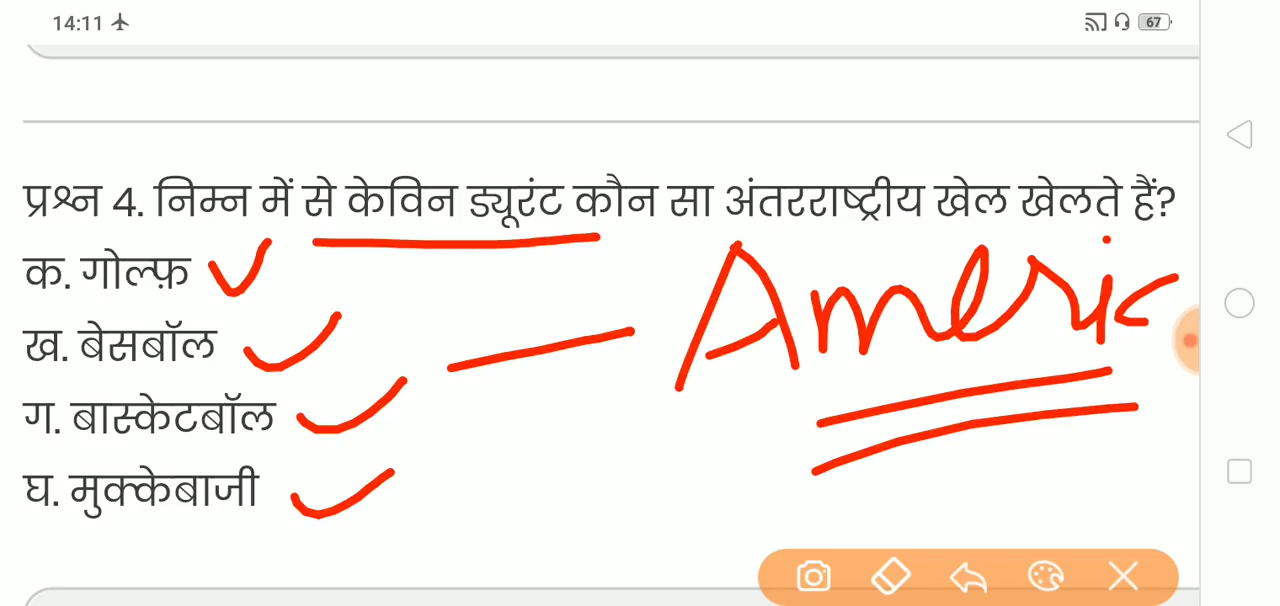 14:11 67
प्रश्न 4. निम्न में से केविन ड्यूरंट कौन सा अंतरराष्ट्रीय खेल खेलते हैं?
क. गोल्फ़
ख. बेसबॉल
Americ
ग. बास्केटबॉल
घ. मुक्केबाजी